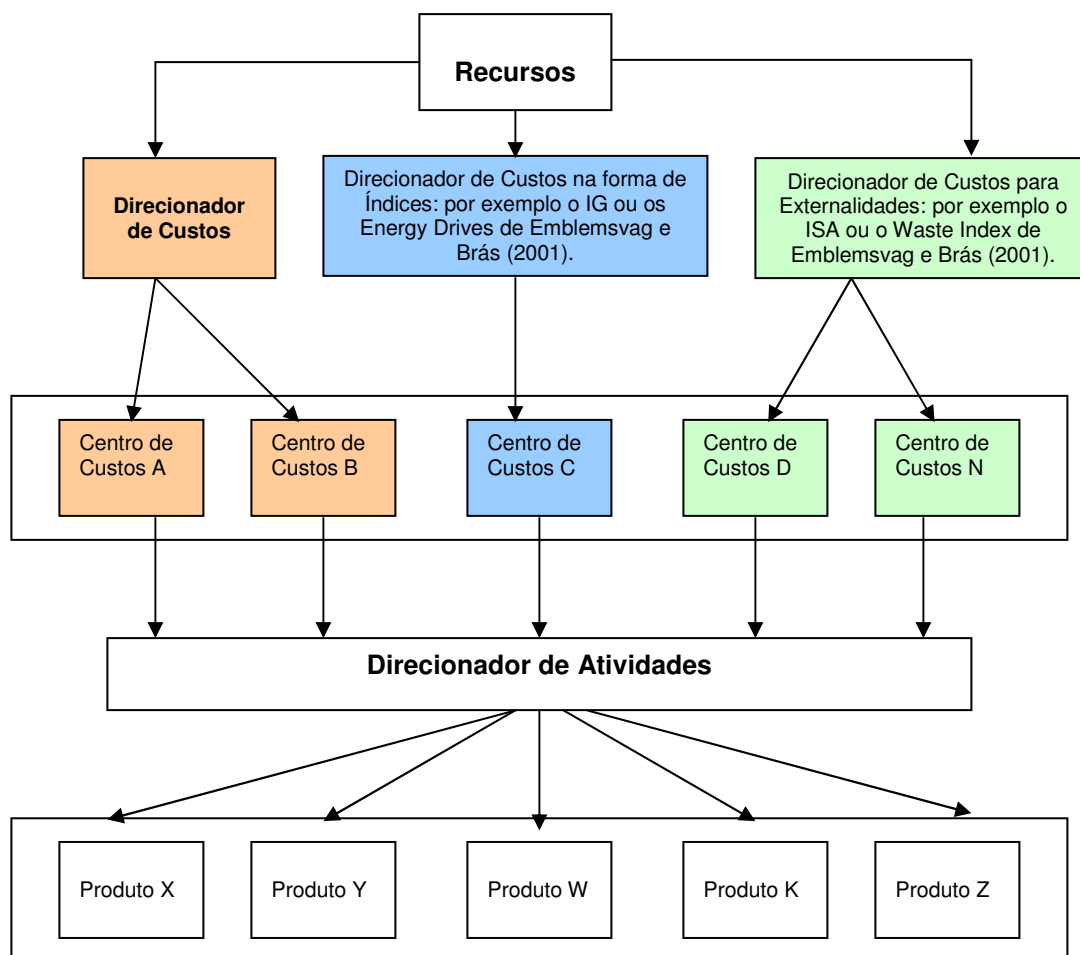 Recursos
Direcionador
de Custos
Direcionador de Custos na forma de
Índices: por exemplo o IG ou os
Energy Drives de Emblemsvag e
Brás (2001).
Direcionador de Custos para
Externalidades: por exemplo o
ISA ou o Waste Index de
Emblemsvag e Brás (2001).
Centro de
Custos A
Centro de
Custos B
Centro de
Custos C
Centro de
Custos D
Centro de
Custos N
Direcionador de Atividades
Produto X
Produto Y
Produto W
Produto K
Produto Z